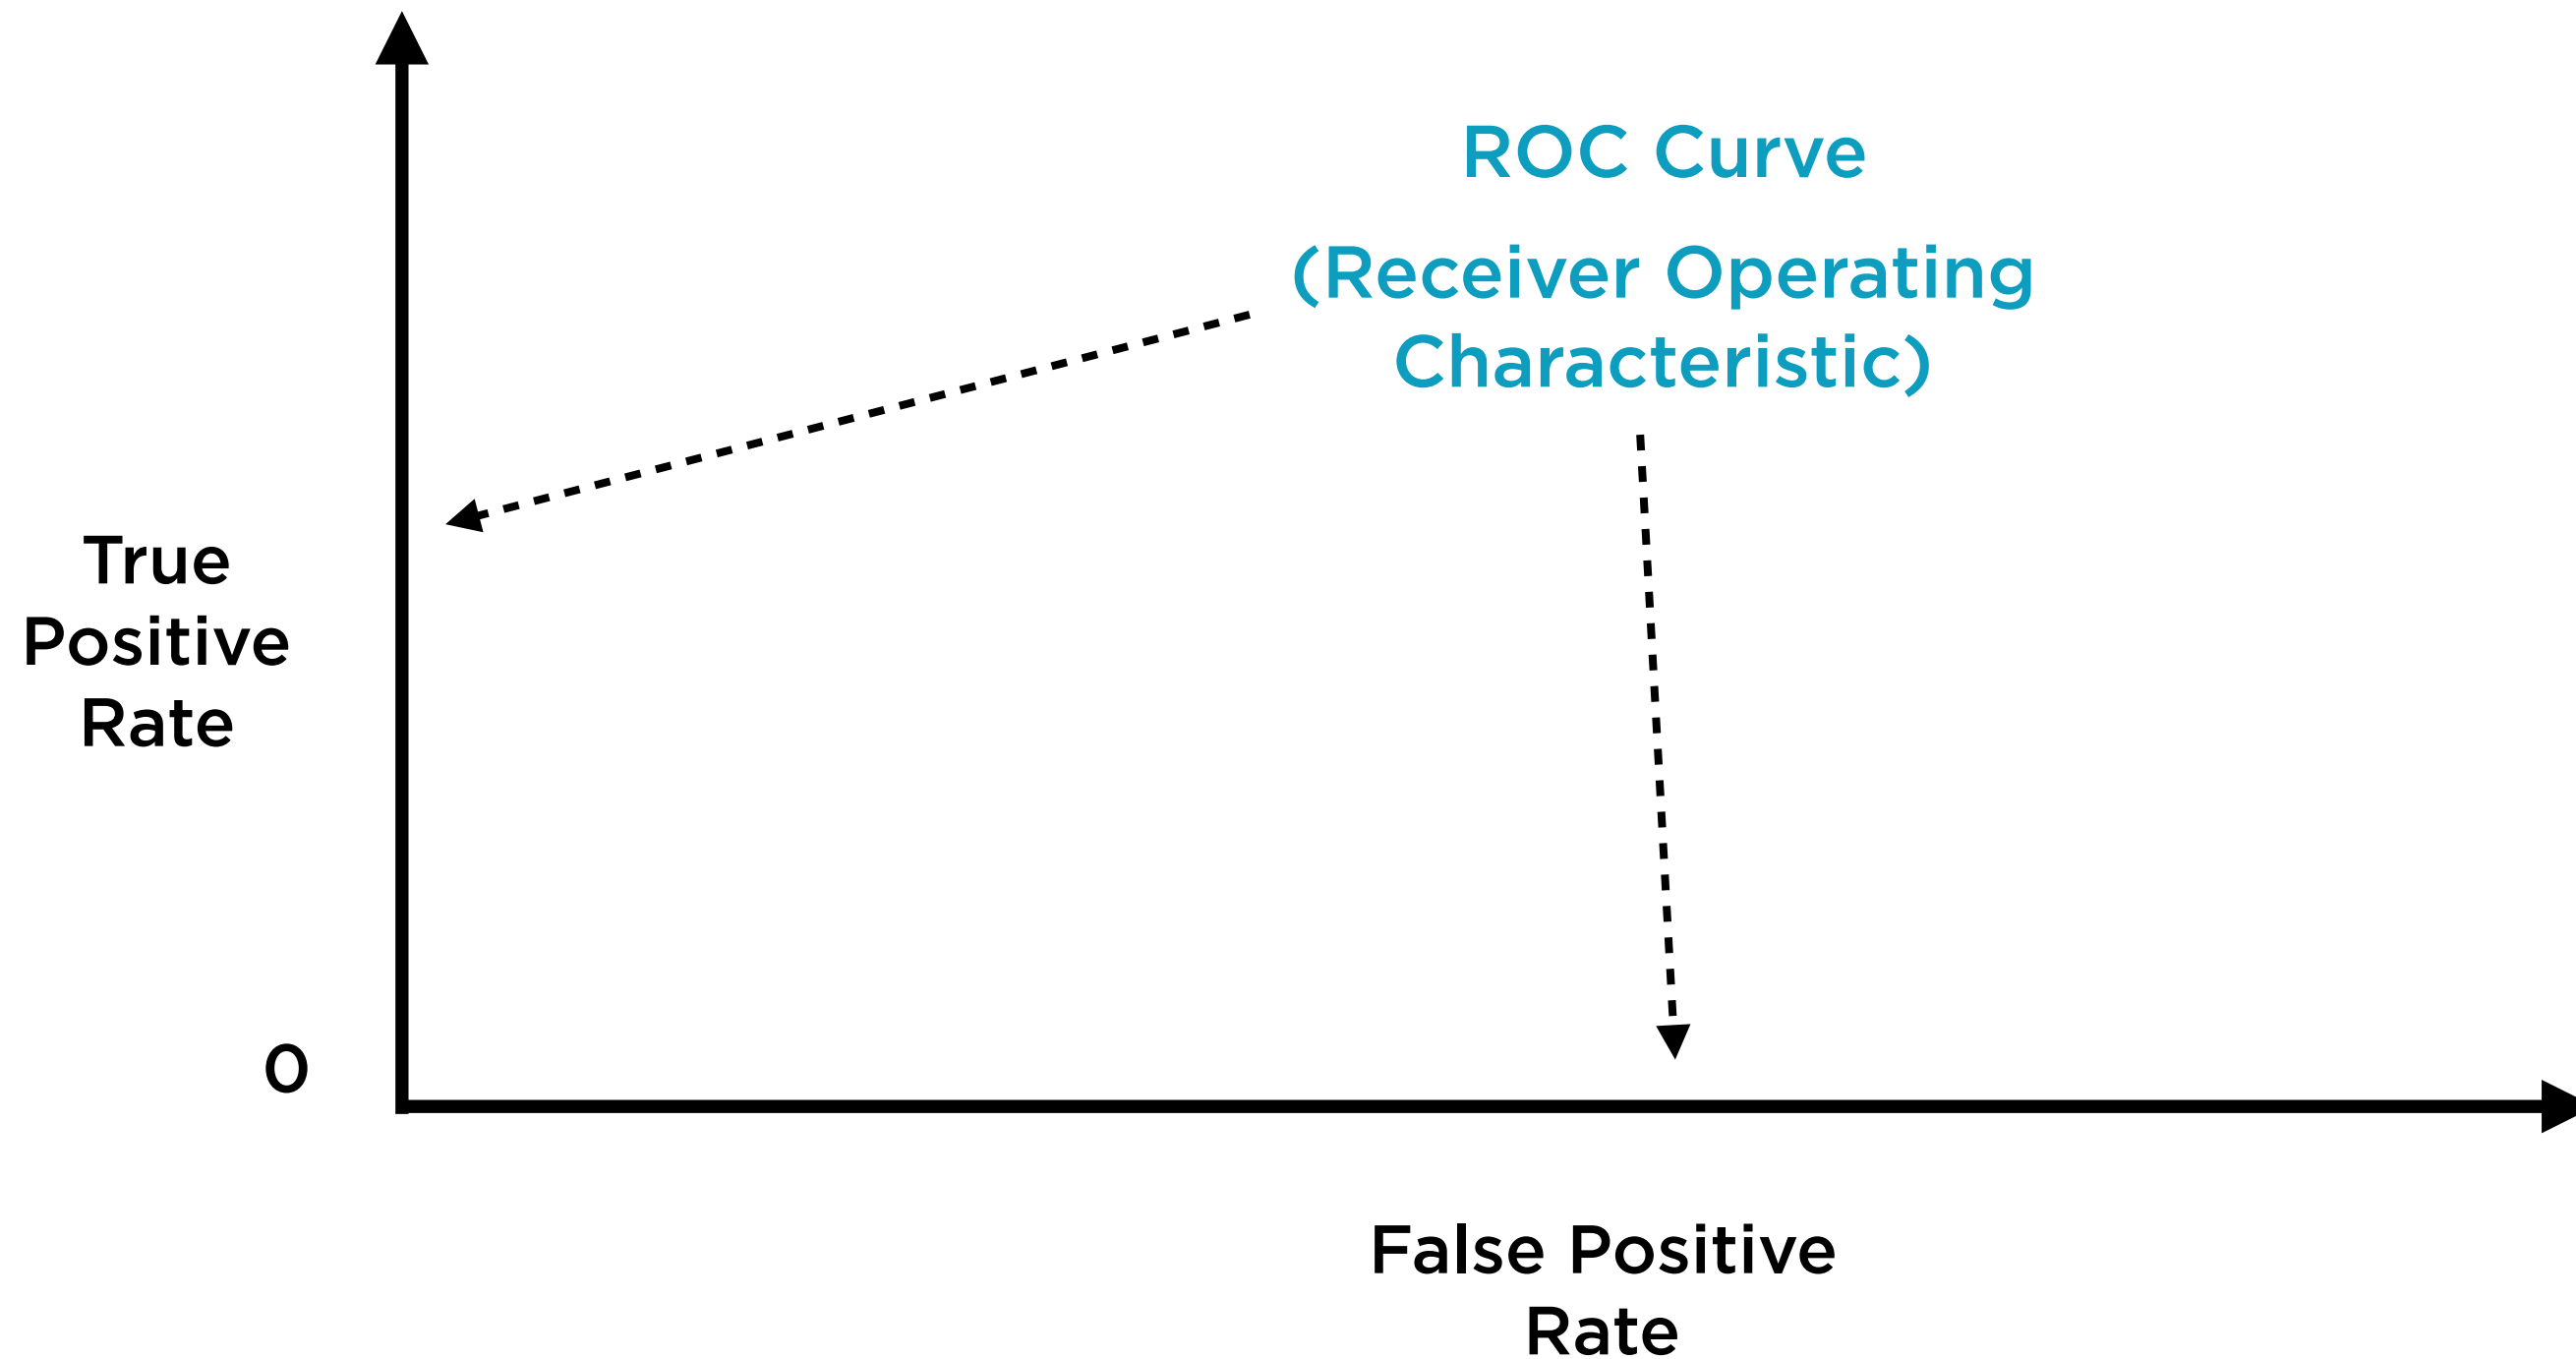 ROC Curve
(Receiver Operating
Characteristic)
True
Positive
Rate
0
False Positive
Rate